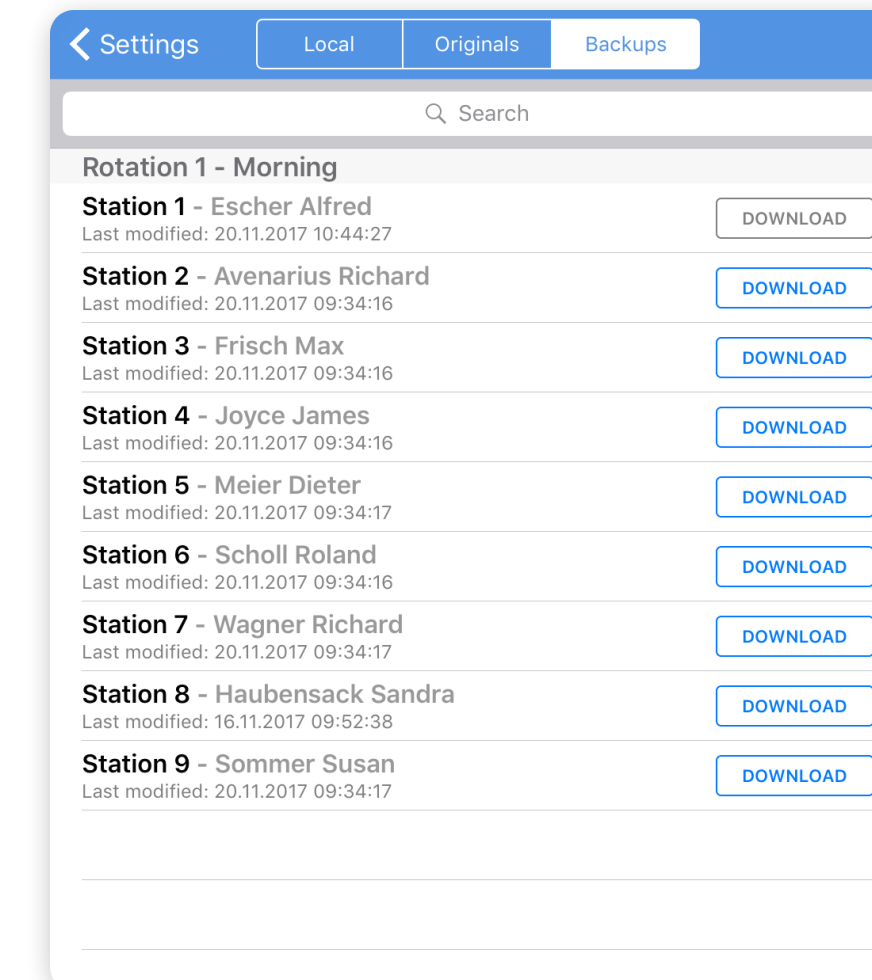 Settings
Local
Originals
Backups
Search
Rotation 1 - Morning
Station 1 - Escher Alfred
Last modified: 20.11.2017 10:44:27
DOWNLOAD
Station 2 - Avenarius Richard
Last modified: 20.11.2017 09:34:16
DOWNLOAD
Station 3 - Frisch Max
Last modified: 20.11.2017 09:34:16
DOWNLOAD
Station 4 - Joyce James
Last modified: 20.11.2017 09:34:16
DOWNLOAD
Station 5 - Meier Dieter
Last modified: 20.11.2017 09:34:17
DOWNLOAD
Station 6 - Scholl Roland
Last modified: 20.11.2017 09:34:16
DOWNLOAD
Station 7 - Wagner Richard
Last modified: 20.11.2017 09:34:17
DOWNLOAD
Station 8 - Haubensack Sandra
Last modified: 16.11.2017 09:52:38
DOWNLOAD
Station 9 - Sommer Susan
Last modified: 20.11.2017 09:34:17
DOWNLOAD